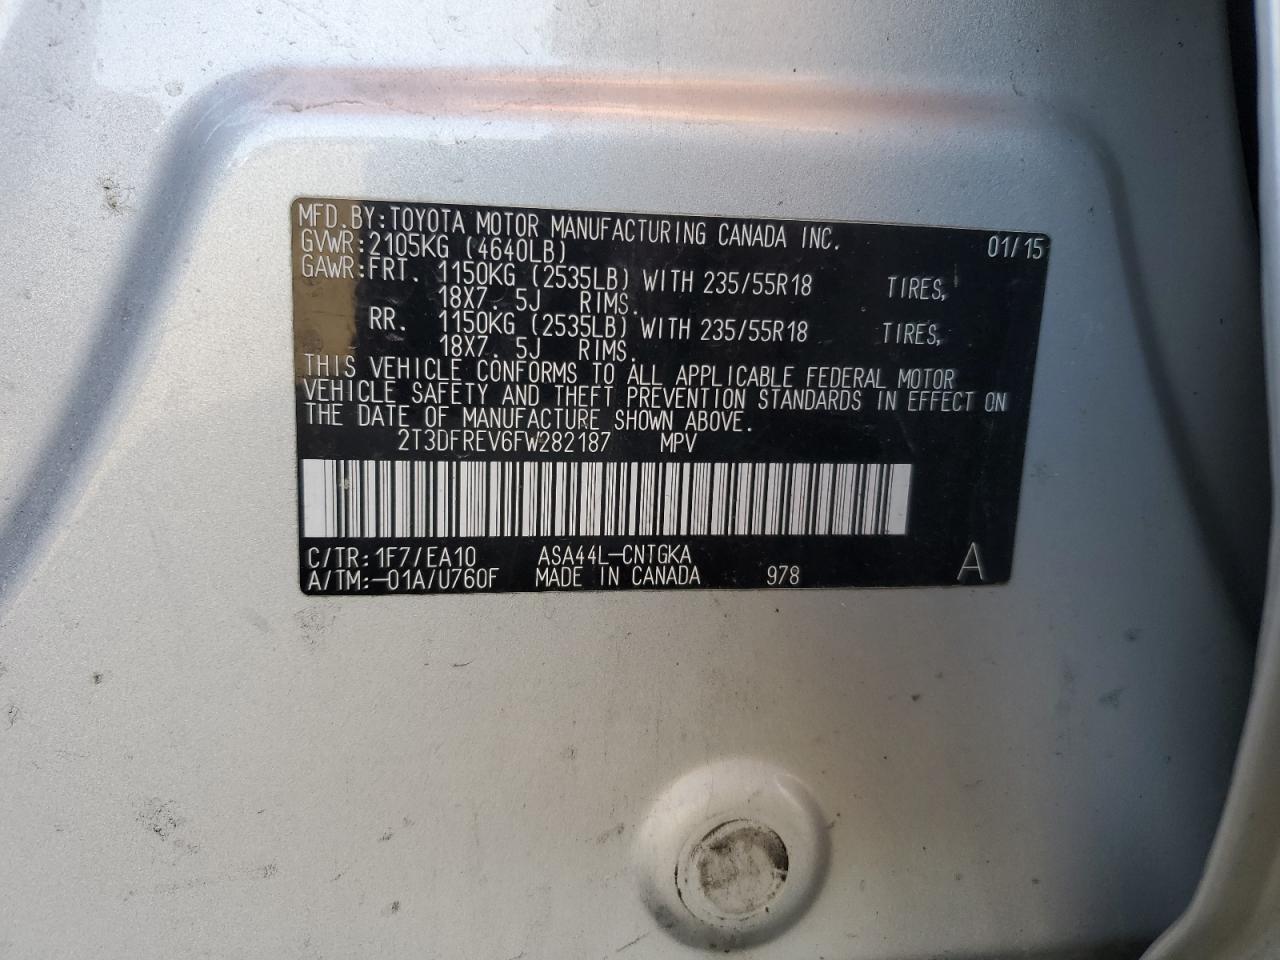 MFD.BY:TOYOTA MOTOR MANUFACTURING CANADA INC. 01/15
GVWR:2105KG (4640LB)
GAWR:FRT. 1150KG (2535LB) WITH 235/55R18 TIRES,
18X7. 5J RIMS.
RR. 1150KG (2535LB) WITH 235/55R18 TIRES,
18X7. 5J RIMS.
THIS VEHICLE CONFORMS TO ALL APPLICABLE FEDERAL MOTOR
VEHICLE SAFETY AND THEFT PREVENTION STANDARDS IN EFFECT ON
THE DATE OF MANUFACTURE SHOWN ABOVE.
2T3DFREV6FW282187 MPV
C/TR:1F7/EA10 ASA44L-CNTGKA
A/TM:-01A/U760F MADE IN CANADA 978 A